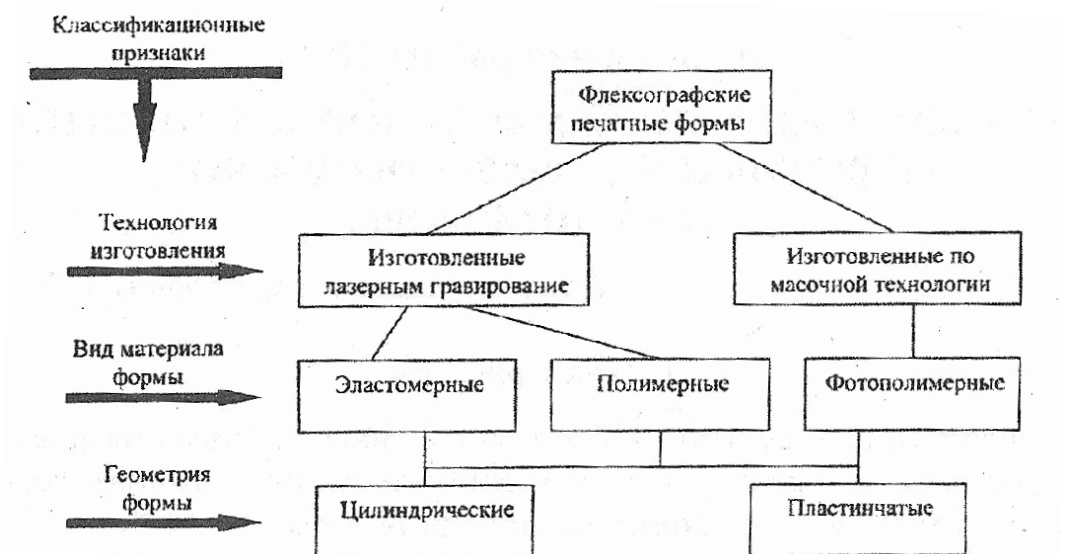 Классификационные
признаки
Флексографские
печатные формы
Технология
изготовления
Изготовленные
лазерным гравирование
Изготовленные по
масочной технологии
Вид материала
формы
Эластомерные
Полимерные
Фотополимерные
Геометрия
формы
Цилиндрические
Пластинчатые